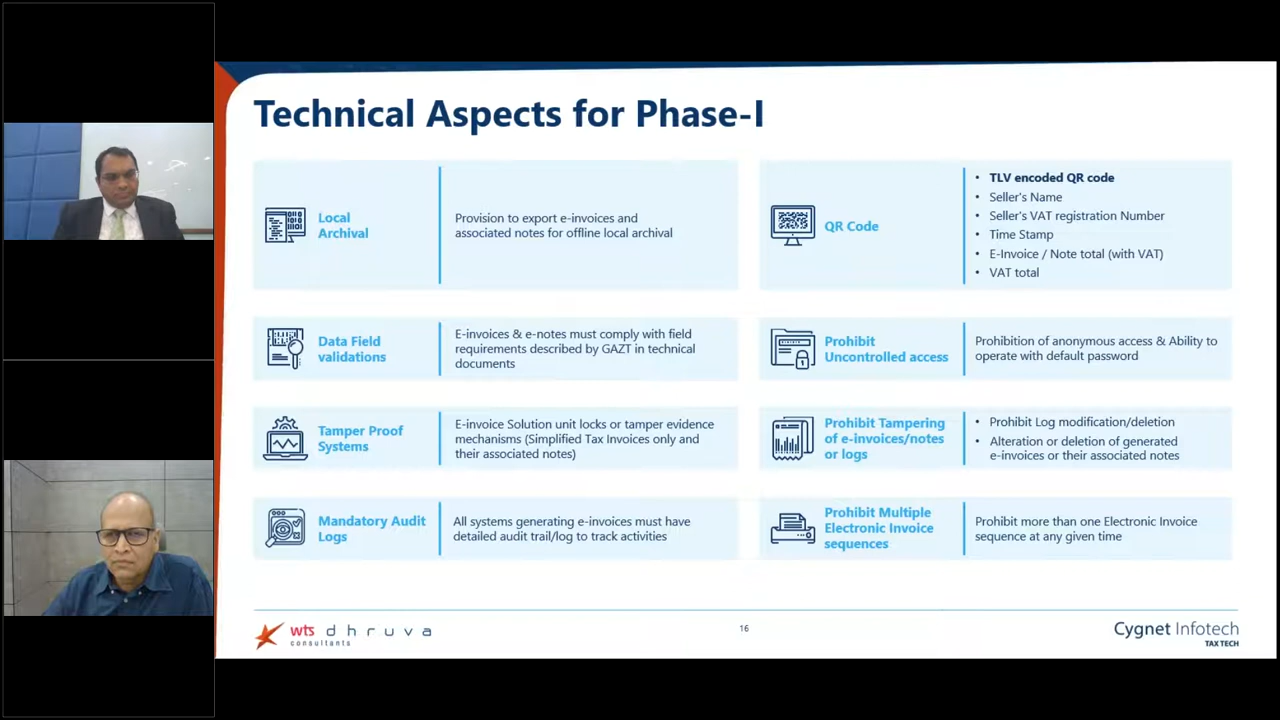 Technical Aspects for Phase-I
Local
Archival
Provision to export e-invoices and
associated notes for offline local archival
QR Code
• TLV encoded QR code
• Seller's Name
• Seller's VAT registration Number
• Time Stamp
• E-Invoice / Note total (with VAT)
• VAT total
Data Field
validations
E-invoices & e-notes must comply with field
requirements described by GAZT in technical
documents
Prohibit
Uncontrolled access
Prohibition of anonymous access & Ability to
operate with default password
Tamper Proof
Systems
E-invoice Solution unit locks or tamper evidence
mechanisms (Simplified Tax Invoices only and
their associated notes)
Prohibit Tampering
of e-invoices/notes
or logs
• Prohibit Log modification/deletion
• Alteration or deletion of generated
e-invoices or their associated notes
Mandatory Audit
Logs
All systems generating e-invoices must have
detailed audit trail/log to track activities
Prohibit Multiple
Electronic Invoice
sequences
Prohibit more than one Electronic Invoice
sequence at any given time
wts dhruva
consultants
16
Cygnet Infotech
TAX TECH